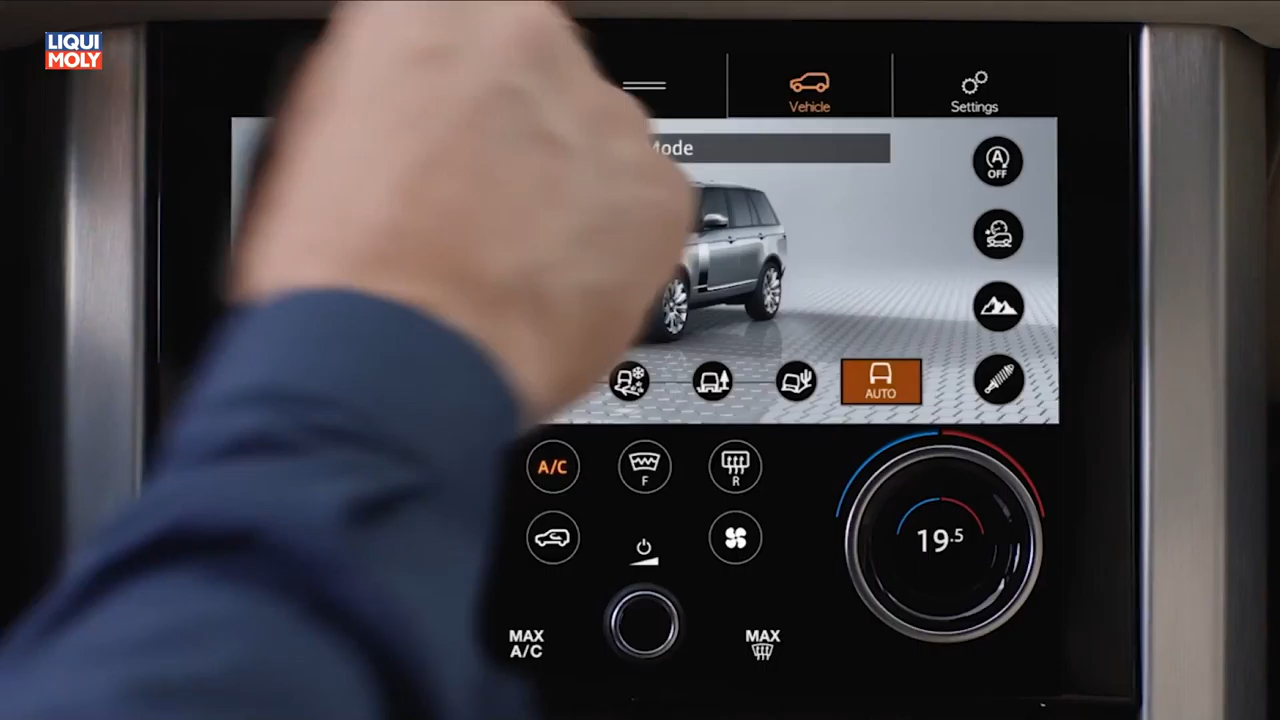 LIQUI
MOLY
Vehicle
Settings
Mode
A
OFF
AUTO
A/C
F
R
19.5
MAX
A/C
MAX